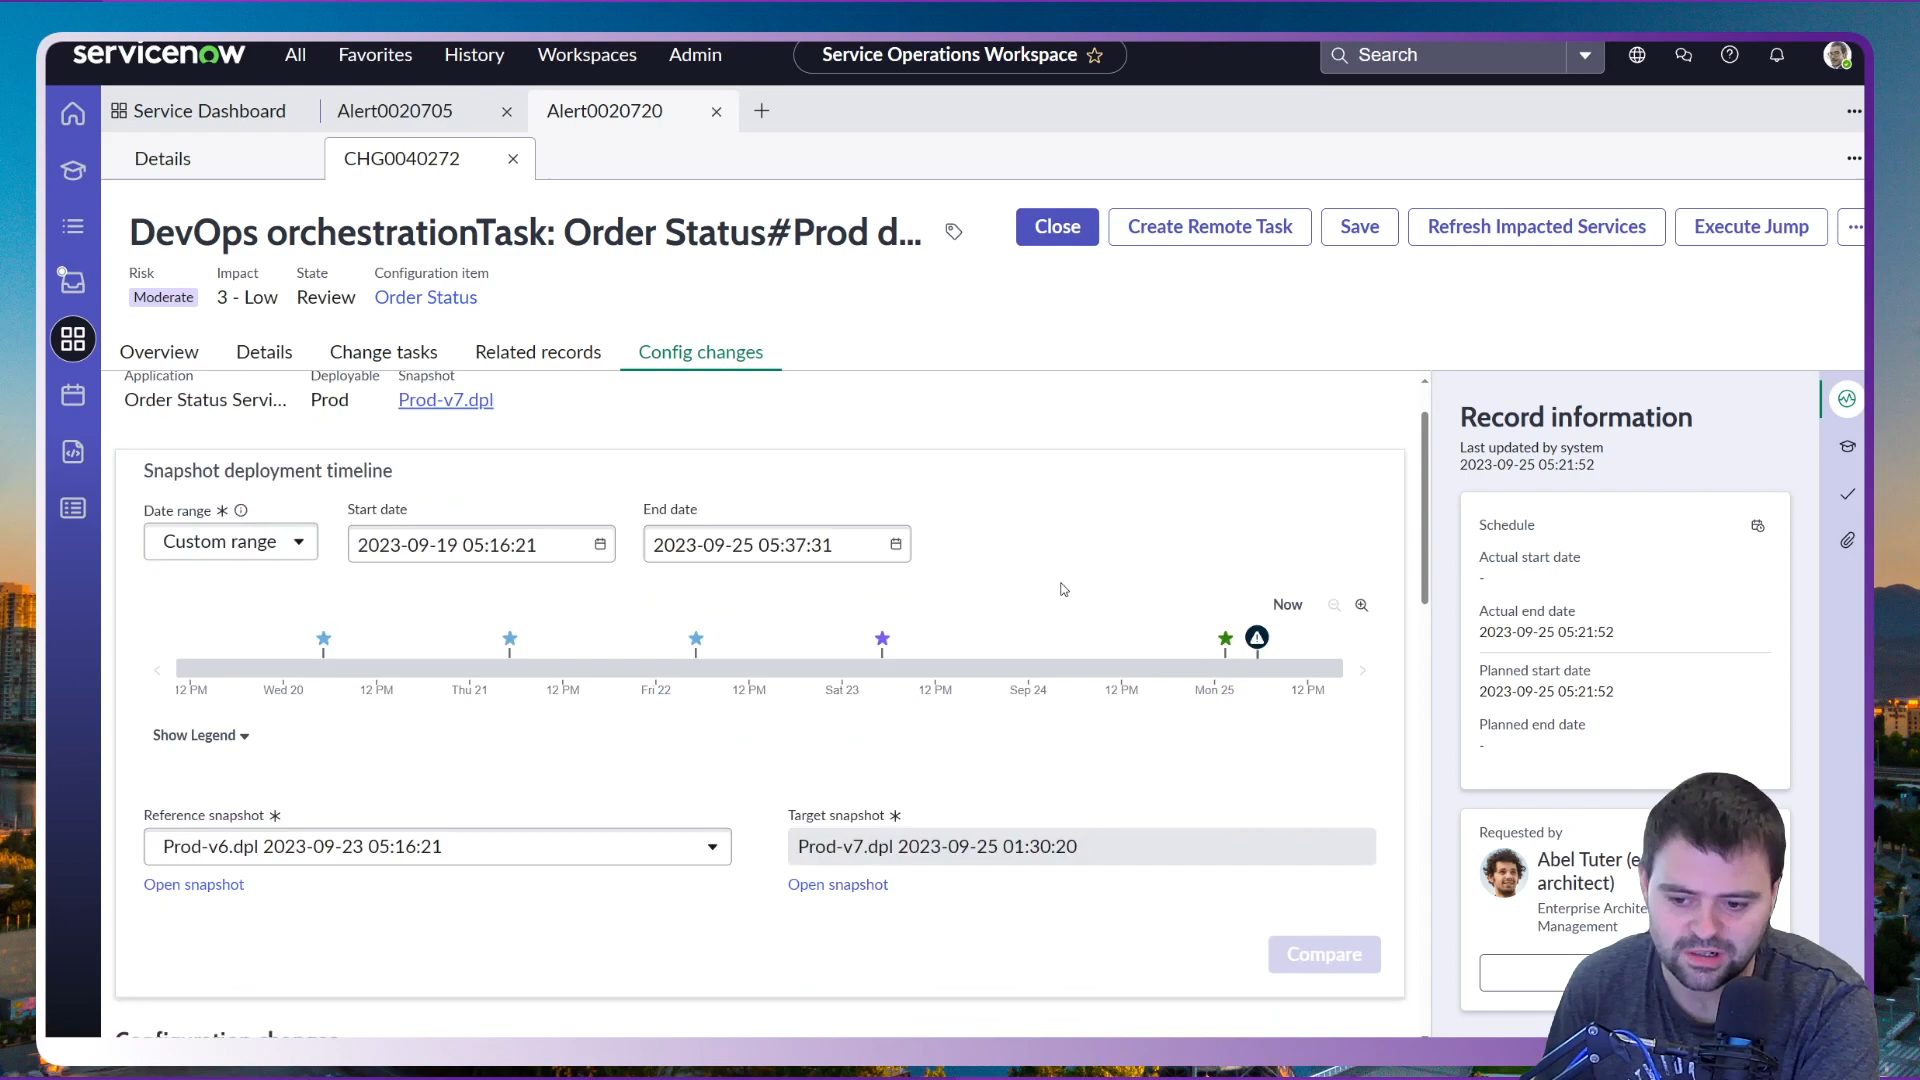 servicenow
All
Favorites
History
Workspaces
Admin
Service Operations Workspace
Search
Service Dashboard
Alert0020705
Alert0020720
Details
CHG0040272
DevOps orchestrationTask: Order Status#Prod d...
Close
Create Remote Task
Save
Refresh Impacted Services
Execute Jump
Risk
Impact
State
Configuration item
Moderate
3 - Low
Review
Order Status
Overview
Details
Change tasks
Related records
Config changes
Application
Deployable
Snapshot
Order Status Servi...
Prod
Prod-v7.dpl
Snapshot deployment timeline
Date range *
Start date
End date
Custom range
2023-09-19 05:16:21
2023-09-25 05:37:31
Now
12 PM
Wed 20
12 PM
Thu 21
12 PM
Fri 22
12 PM
Sat 23
12 PM
Sep 24
12 PM
Mon 25
12 PM
Show Legend
Reference snapshot *
Target snapshot *
Prod-v6.dpl 2023-09-23 05:16:21
Prod-v7.dpl 2023-09-25 01:30:20
Open snapshot
Open snapshot
Compare
Configuration changes
Record information
Last updated by system
2023-09-25 05:21:52
Schedule
Actual start date
-
Actual end date
2023-09-25 05:21:52
Planned start date
2023-09-25 05:21:52
Planned end date
-
Requested by
Abel Tuter (e
architect)
Enterprise Archite
Management